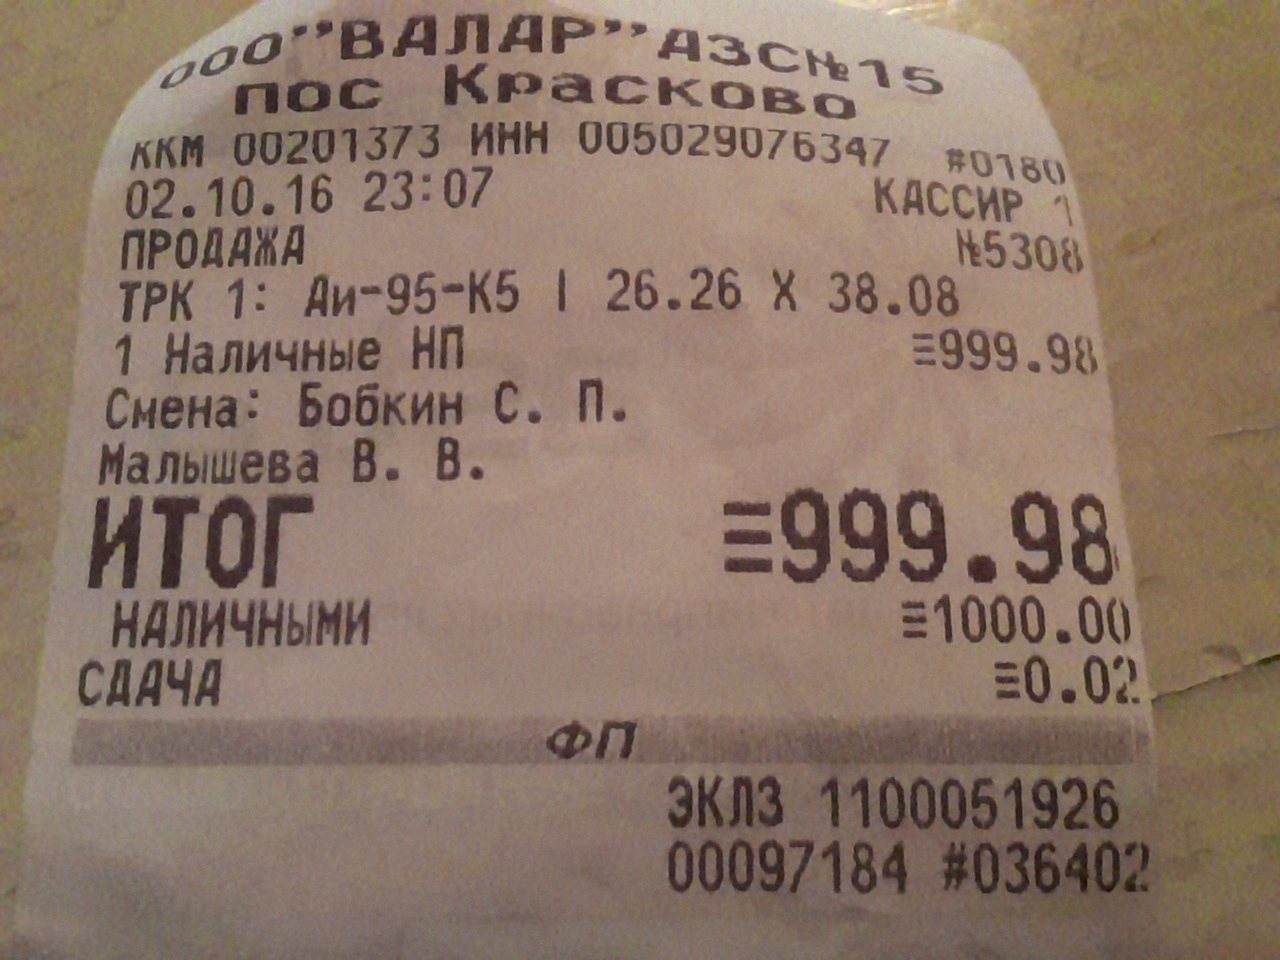 ООО"ВАЛАР"АЗС№15
пос Красково
ККМ 00201373 ИНН 005029076347 #0180
02.10.16 23:07 КАССИР 1
ПРОДАЖА №5308
ТРК 1: Аи-95-К5 | 26.26 X 38.08
1 Наличные НП ≡999.98
Смена: Бобкин С. П.
Малышева В. В.
ИТОГ ≡999.98
НАЛИЧНЫМИ ≡1000.00
СДАЧА ≡0.02
ФП
ЭКЛЗ 1100051926
00097184 #036402